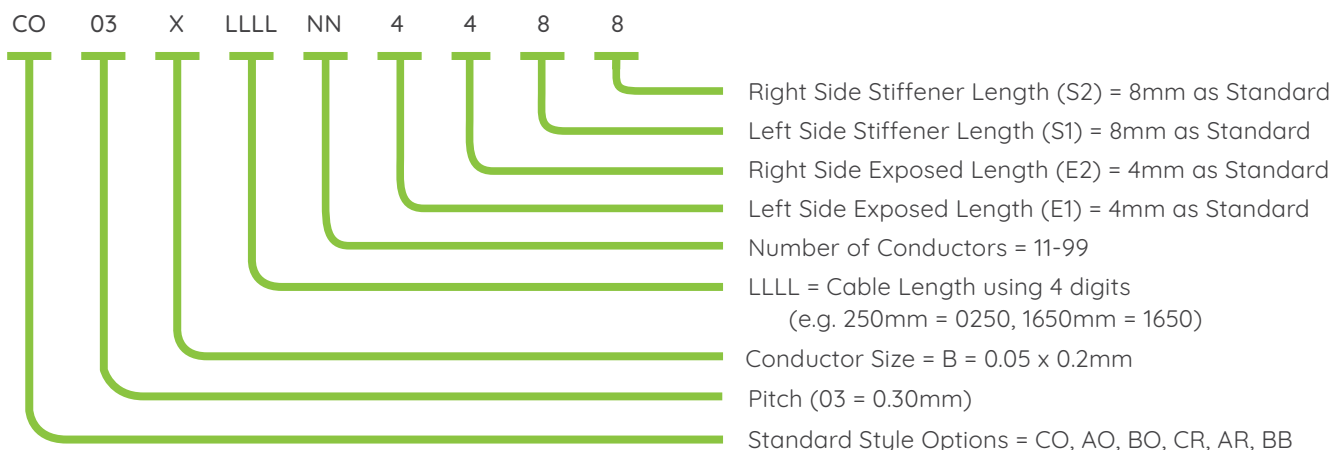 CO 03 X LLLL NN 4 4 8 8
Right Side Stiffener Length (S2) = 8mm as Standard
Left Side Stiffener Length (S1) = 8mm as Standard
Right Side Exposed Length (E2) = 4mm as Standard
Left Side Exposed Length (E1) = 4mm as Standard
Number of Conductors = 11-99
LLLL = Cable Length using 4 digits
(e.g. 250mm = 0250, 1650mm = 1650)
Conductor Size = B = 0.05 x 0.2mm
Pitch (03 = 0.30mm)
Standard Style Options = CO, AO, BO, CR, AR, BB